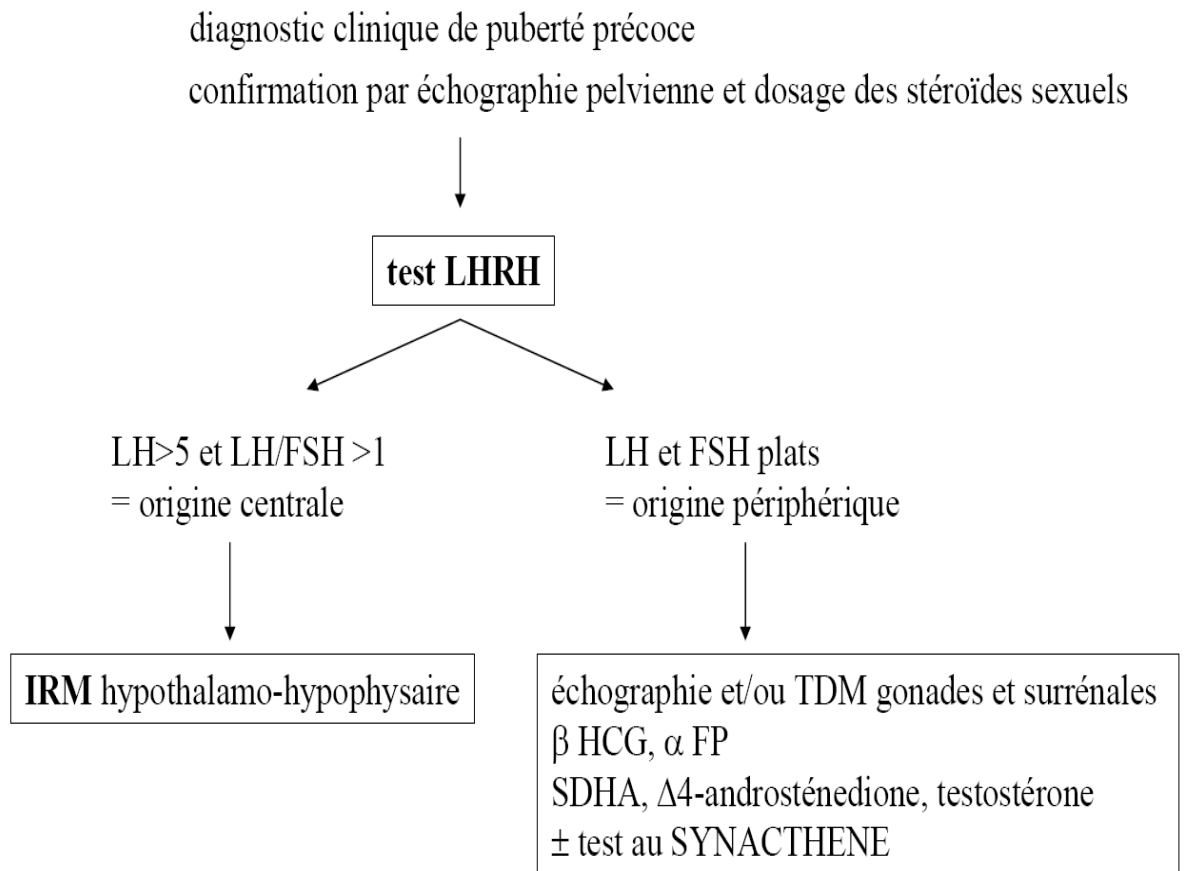 diagnostic clinique de puberté précoce
confirmation par échographie pelvienne et dosage des stéroïdes sexuels
test LHRH
LH>5 et LH/FSH >1
= origine centrale
LH et FSH plats
= origine périphérique
IRM hypothalamo-hypophysaire
échographie et/ou TDM gonades et surrénales
β HCG, α FP
SDHA, Δ4-androsténedione, testostérone
± test au SYNACTHENE